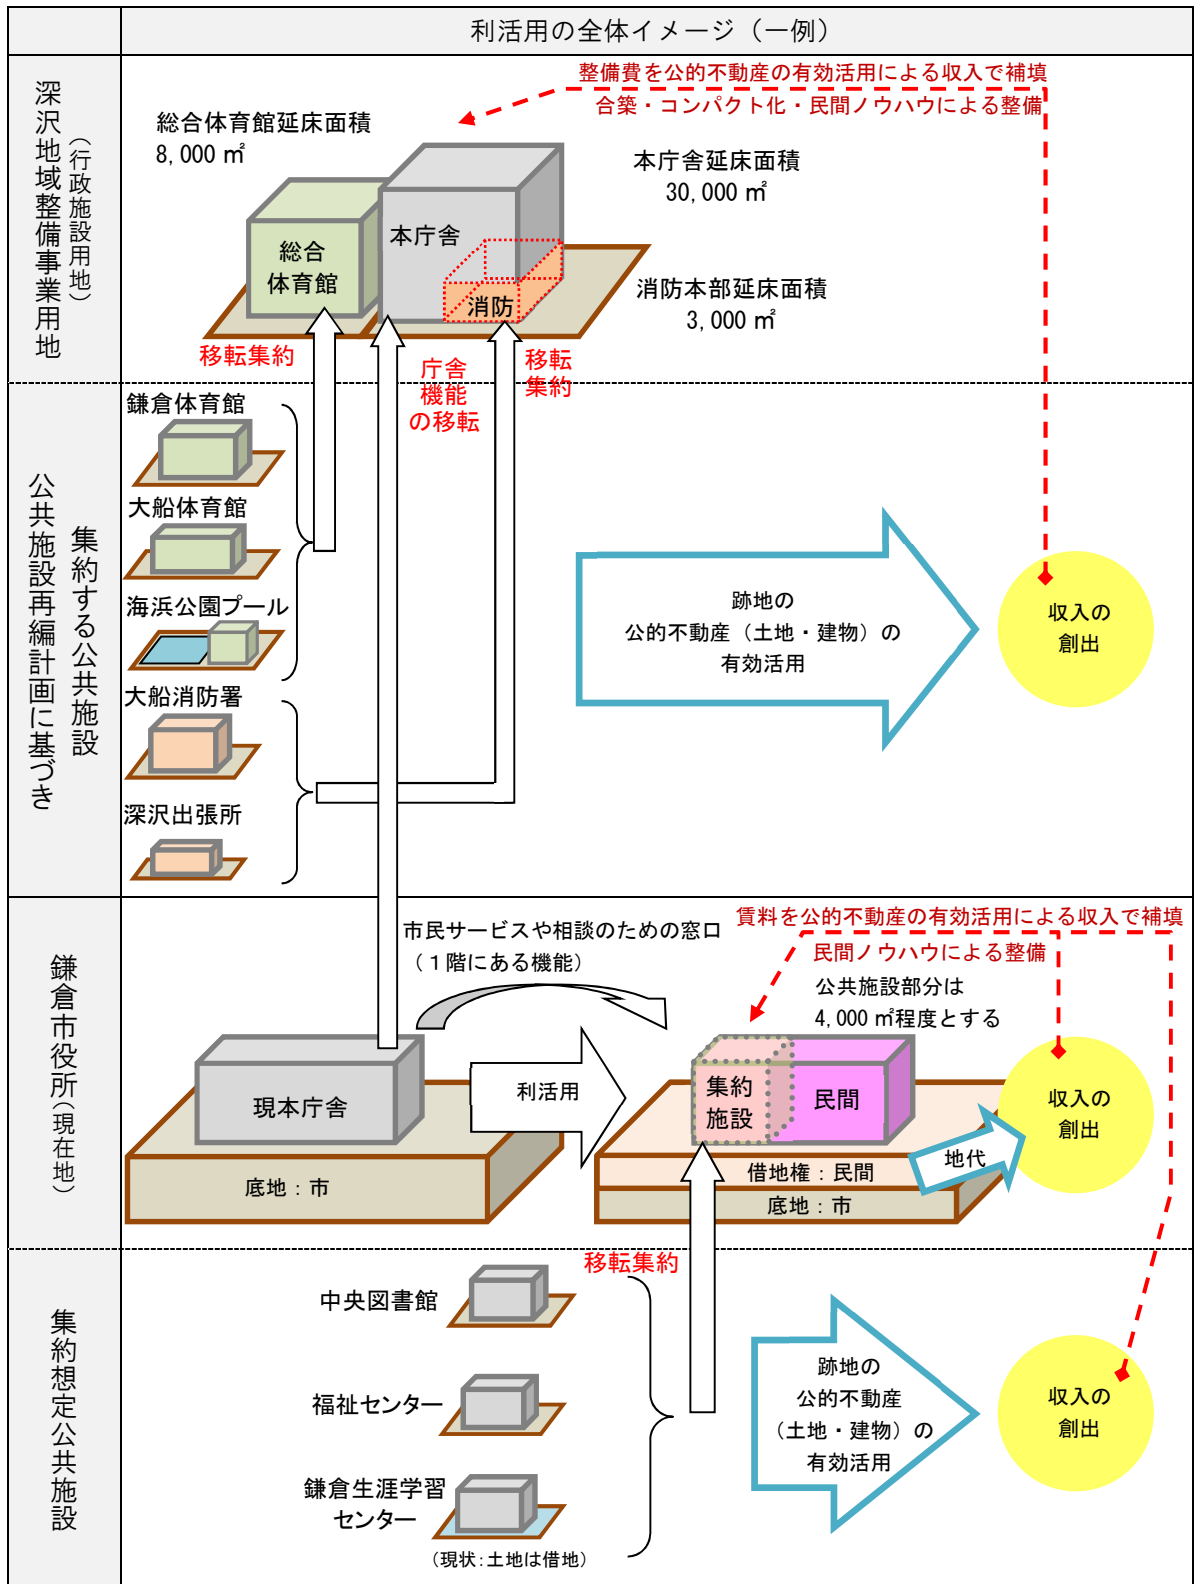 利活用の全体イメージ（一例）
深沢地域整備事業用地
（行政施設用地）
整備費を公的不動産の有効活用による収入で補填
合築・コンパクト化・民間ノウハウによる整備
総合体育館延床面積
8,000 ㎡
本庁舎延床面積
30,000 ㎡
本庁舎
総合
体育館
消防
消防本部延床面積
3,000 ㎡
移転集約
庁舎
機能
の移転
移転
集約
公共施設再編計画に基づき
集約する公共施設
鎌倉体育館
大船体育館
海浜公園プール
大船消防署
深沢出張所
跡地の
公的不動産（土地・建物）の
有効活用
収入の
創出
鎌倉市役所（現在地）
市民サービスや相談のための窓口
（１階にある機能）
賃料を公的不動産の有効活用による収入で補填
民間ノウハウによる整備
公共施設部分は
4,000 ㎡程度とする
現本庁舎
利活用
集約
施設
民間
収入の
創出
地代
借地権：民間
底地：市
底地：市
集約想定公共施設
移転集約
中央図書館
福祉センター
鎌倉生涯学習
センター
（現状：土地は借地）
跡地の
公的不動産
（土地・建物）の
有効活用
収入の
創出